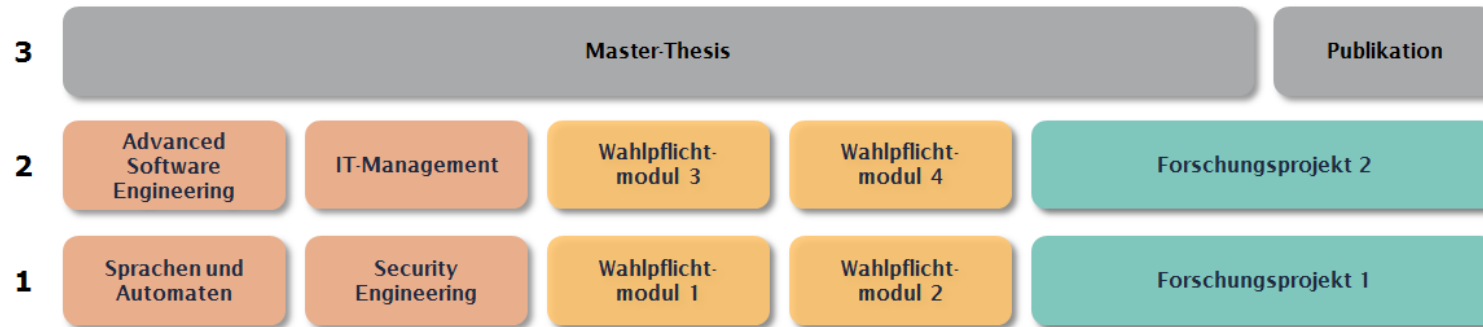 3
Master-Thesis
Publikation
2
Advanced
Software
Engineering
IT-Management
Wahlpflicht-
modul 3
Wahlpflicht-
modul 4
Forschungsprojekt 2
1
Sprachen und
Automaten
Security
Engineering
Wahlpflicht-
modul 1
Wahlpflicht-
modul 2
Forschungsprojekt 1